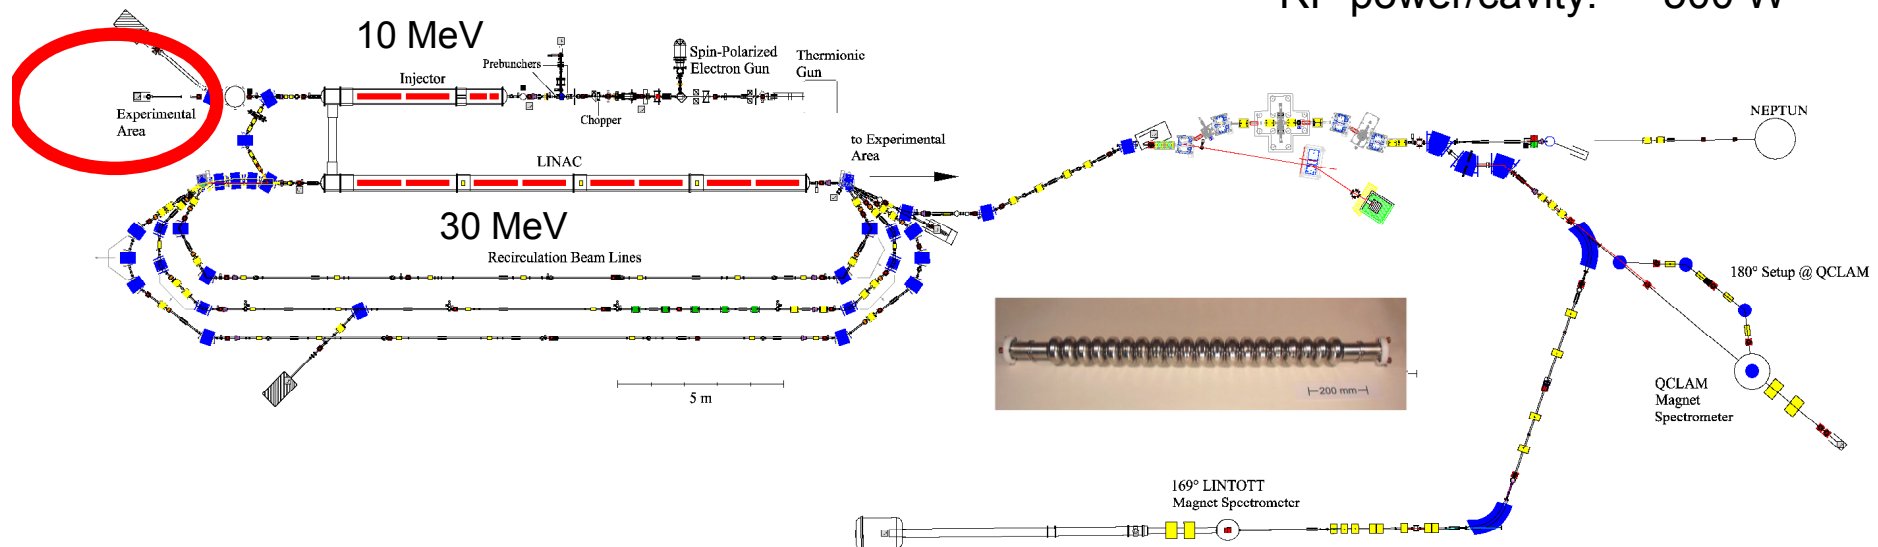 10 MeV
Prebunchers
Spin-Polarized
Electron Gun
Thermionic
Gun
Injector
Experimental
Area
Chopper
NEPTUN
to Experimental
Area
LINAC
30 MeV
Recirculation Beam Lines
180° Setup @ QCLAM
5 m
200 mm
QCLAM
Magnet
Spectrometer
169° LINTOTT
Magnet Spectrometer